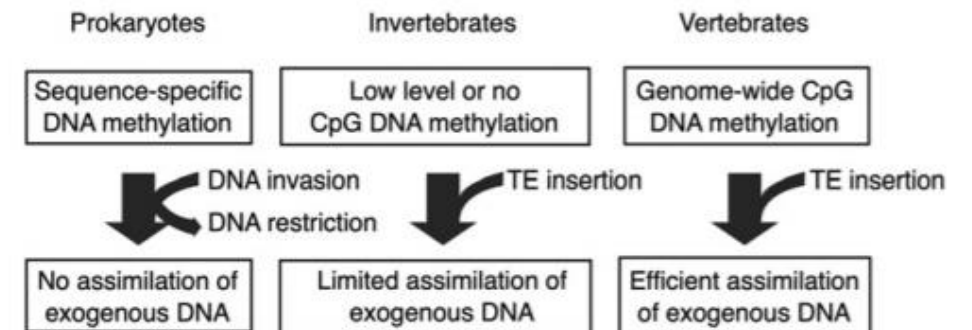 Prokaryotes
Invertebrates
Vertebrates
Sequence-specific
DNA methylation
Low level or no
CpG DNA methylation
Genome-wide CpG
DNA methylation
DNA invasion
DNA restriction
TE insertion
TE insertion
No assimilation of
exogenous DNA
Limited assimilation of
exogenous DNA
Efficient assimilation
of exogenous DNA